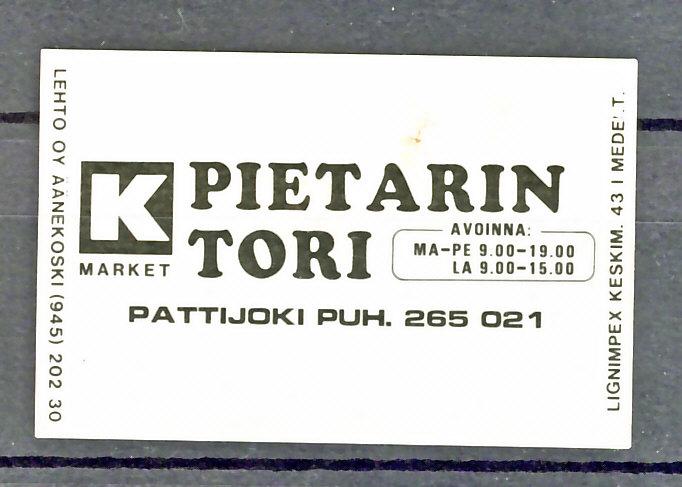 LEHTO OY ÄÄNEKOSKI (945) 202 30
K
MARKET
PIETARIN
TORI
AVOINNA:
MA-PE 9.00-19.00
LA 9.00-15.00
PATTIJOKI PUH. 265 021
LIGNIMPEX KESKIM. 43 I MEDELT.